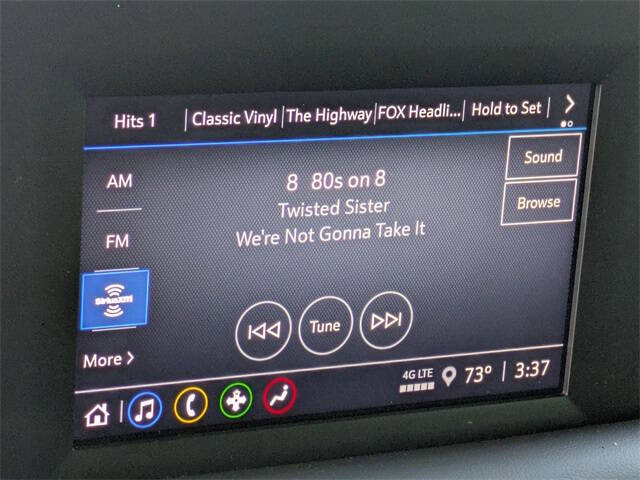 Hits 1 | Classic Vinyl | The Highway | FOX Headli... | Hold to Set |
AM
8 80s on 8
Sound
Twisted Sister
Browse
FM
We're Not Gonna Take It
SiriusXM
Tune
More
4G LTE
73° | 3:37